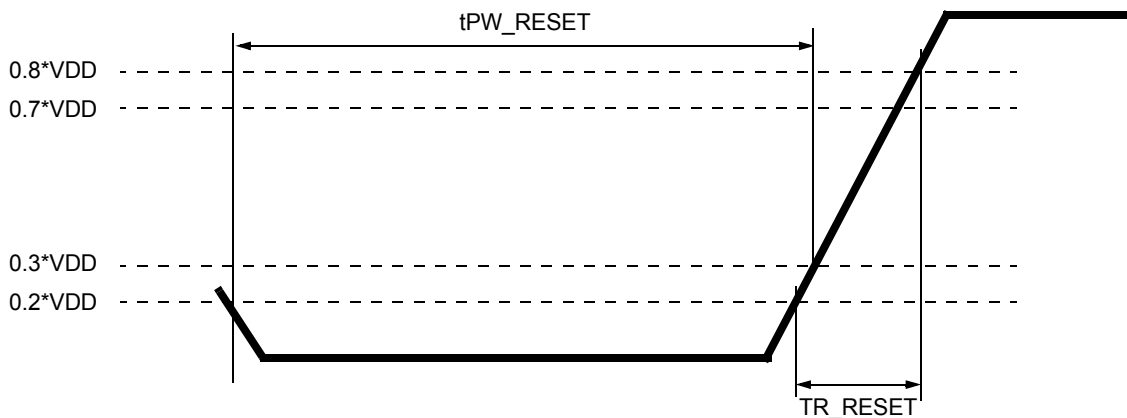 tPW_RESET
0.8*VDD
0.7*VDD
0.3*VDD
0.2*VDD
TR_RESET